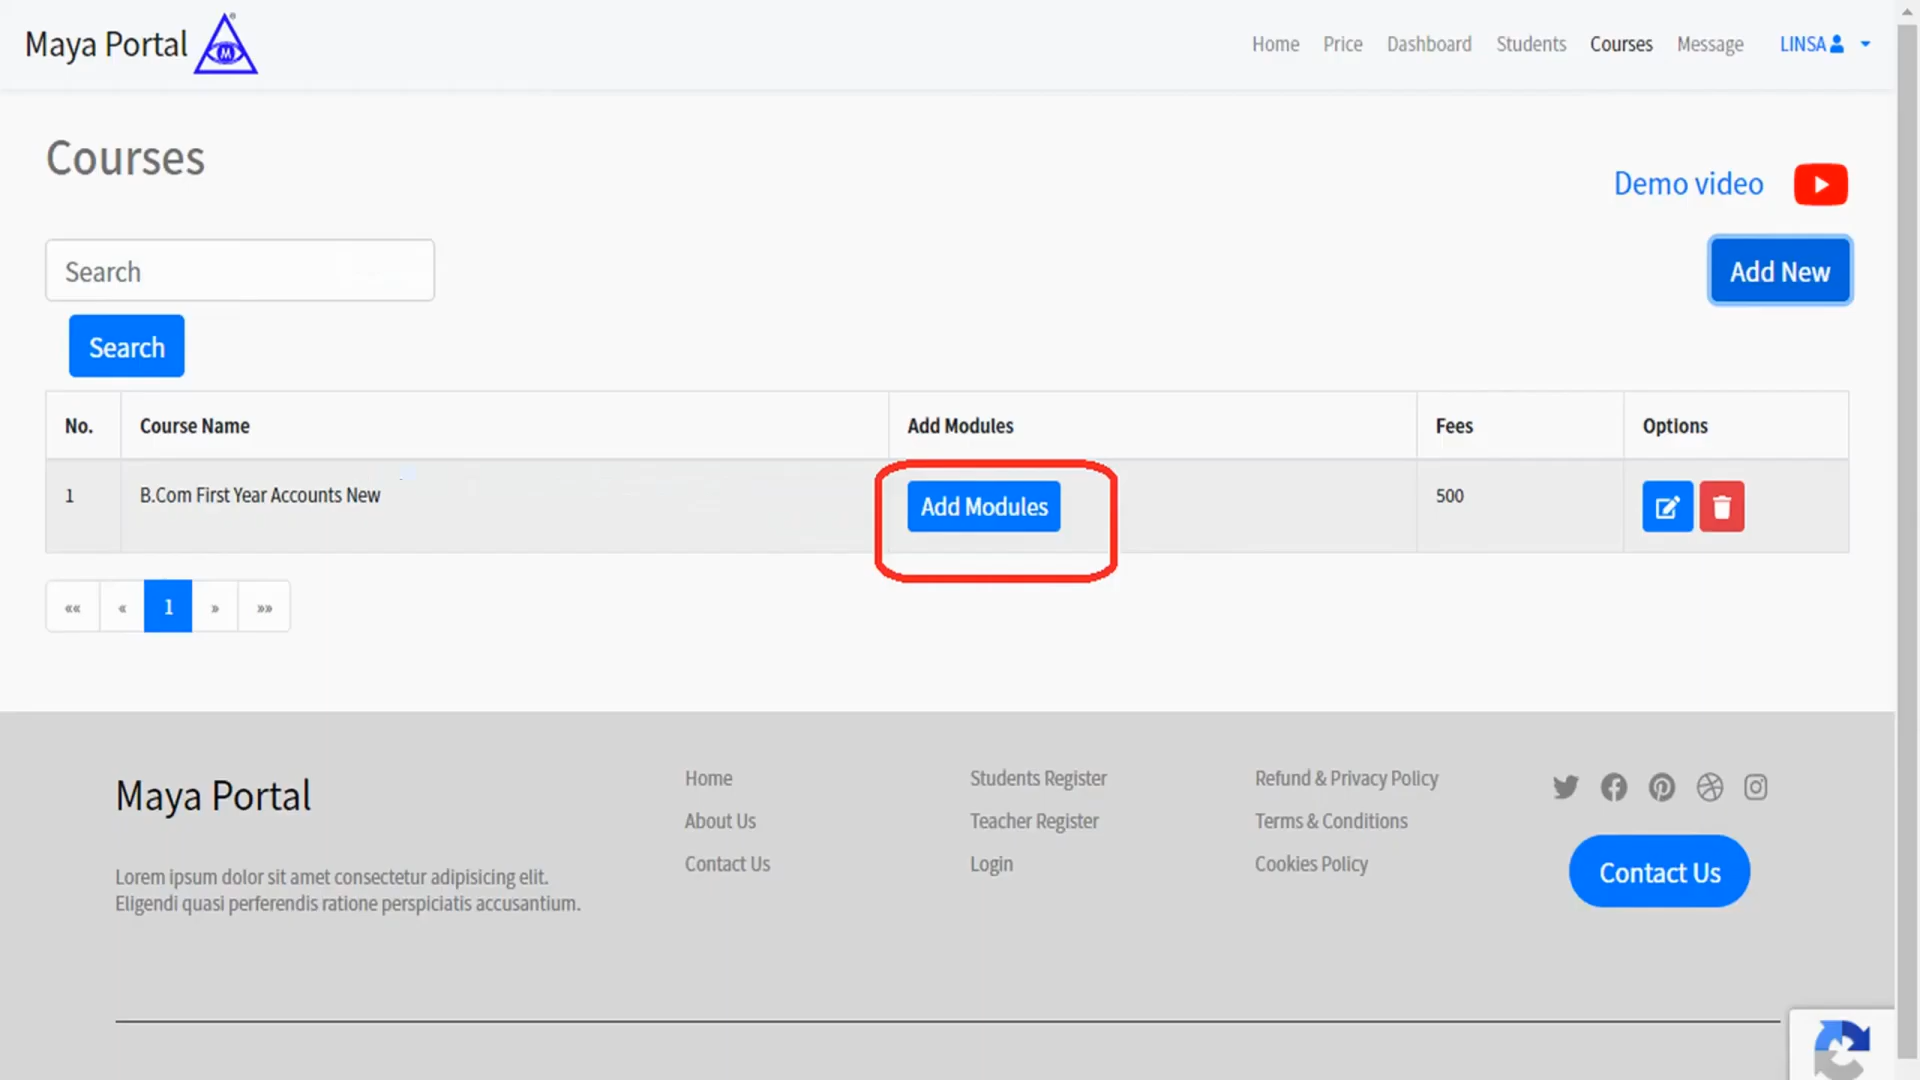 Maya Portal
M
Home Price Dashboard Students Courses Message LINSA
Courses
Demo video
Search
Add New
Search
No. Course Name Add Modules Fees Options
1 B.Com First Year Accounts New Add Modules 500
«« « 1 » »»
Maya Portal
Lorem ipsum dolor sit amet consectetur adipisicing elit.
Eligendi quasi perferendis ratione perspiciatis accusantium.
Home
About Us
Contact Us
Students Register
Teacher Register
Login
Refund & Privacy Policy
Terms & Conditions
Cookies Policy
Contact Us